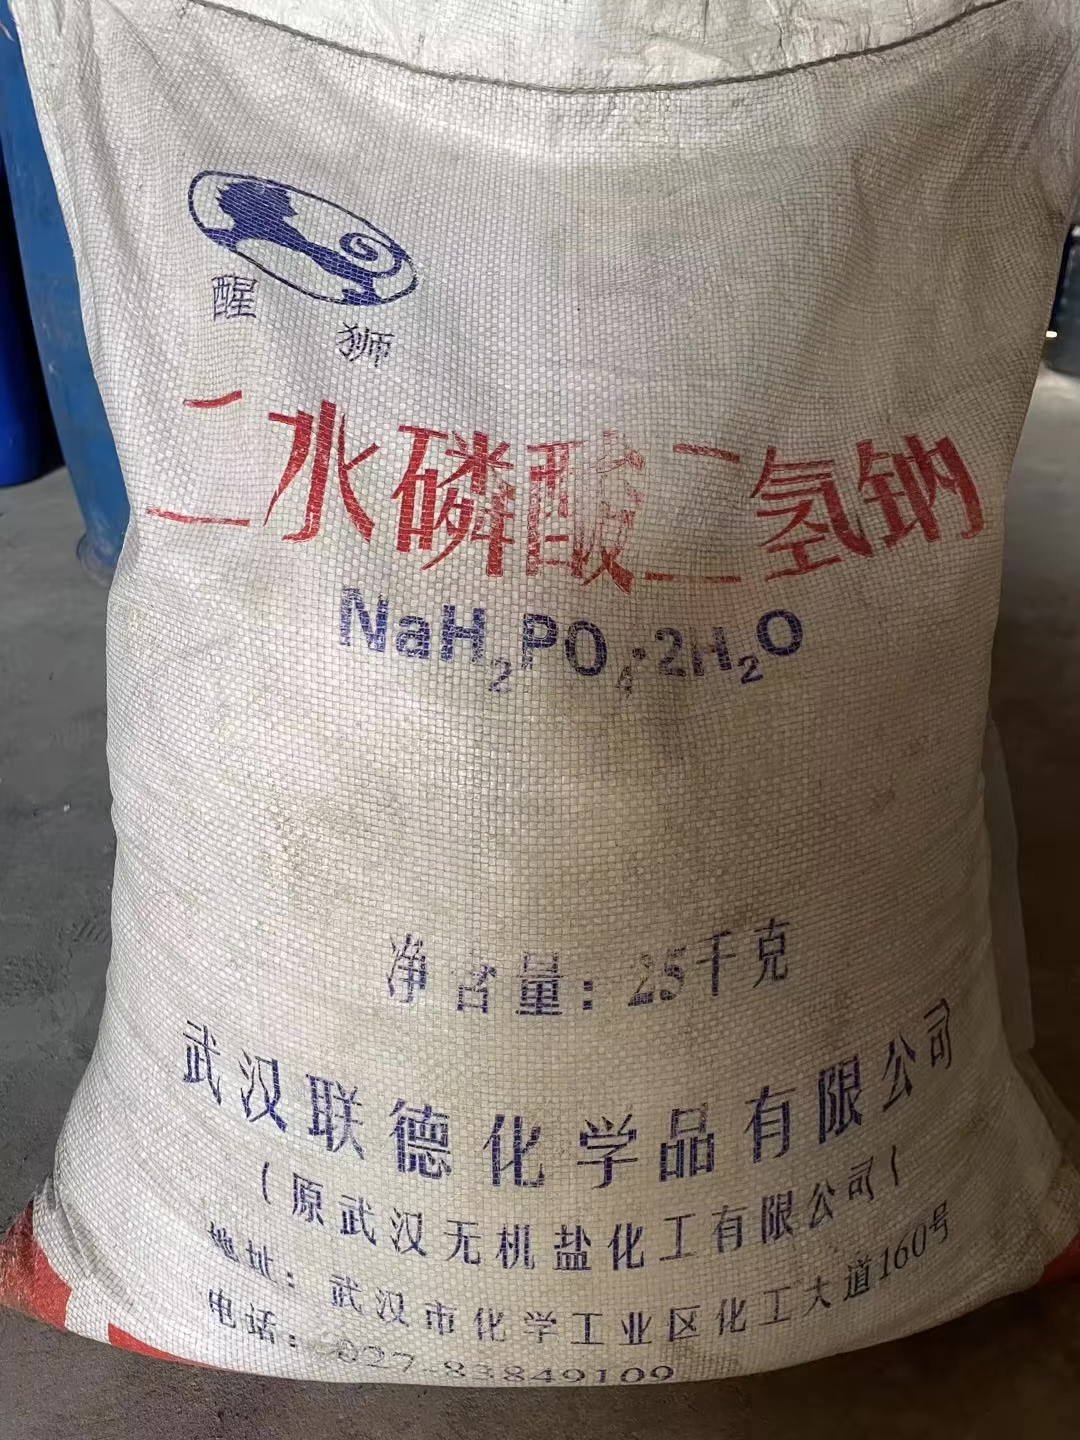 醒狮
二水磷酸二氢钠
NaH₂PO₄·2H₂O
净含量：25千克
武汉联德化学品有限公司
（原武汉无机盐化工有限公司）
地址：武汉市化学工业区化工大道160号
电话：027-83849109